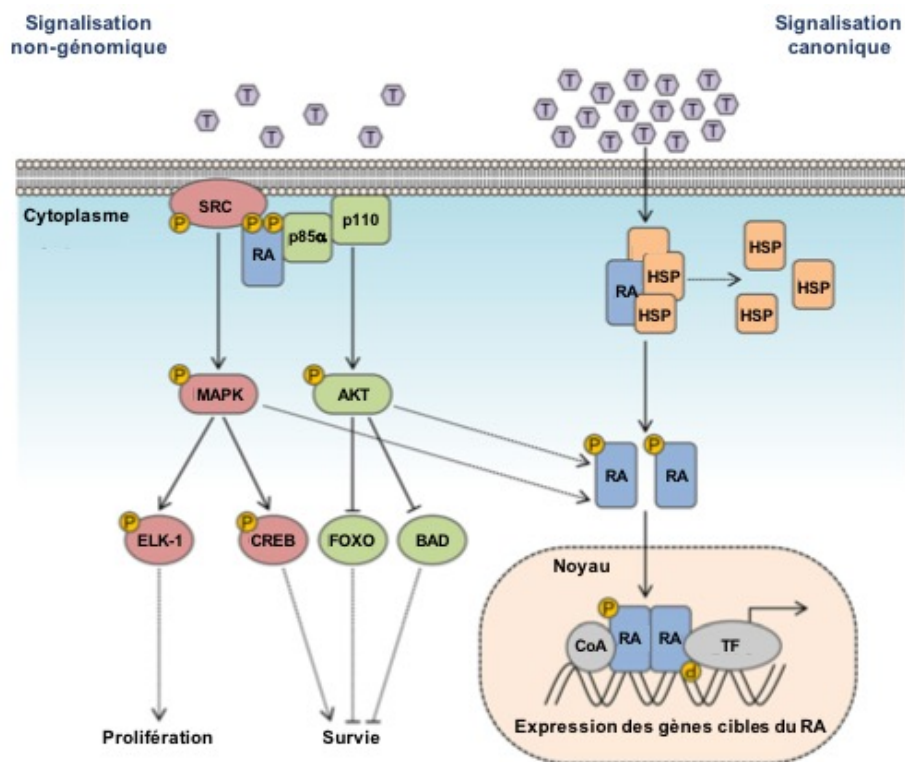 Signalisation
non-génomique
Signalisation
canonique
T T T T T T
T T T T T T T T T T T T T T T
Cytoplasme
SRC
P
P P
RA
p85α
p110
RA
HSP
HSP
HSP
HSP
HSP
P
MAPK
P
AKT
P
RA
P
RA
P
ELK-1
P
CREB
FOXO
BAD
Noyau
P
CoA
RA
RA
TF
P
Expression des gènes cibles du RA
Prolifération
Survie